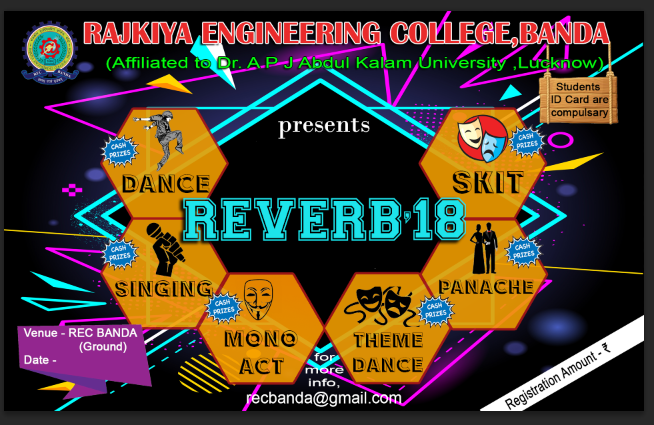 RAJKIYA ENGINEERING COLLEGE,BANDA
(Affiliated to Dr. A P J Abdul Kalam University ,Lucknow)
Students
ID Card are
compulsary
presents
CASH
PRIZES
DANCE
CASH
PRIZES
SKIT
REVERB'18
CASH
PRIZES
SINGING
CASH
PRIZES
PANACHE
CASH
PRIZES
MONO
ACT
CASH
PRIZES
THEME
DANCE
Venue - REC BANDA
(Ground)
Date -
for
more
info,
recbanda@gmail.com
Registration Amount - ₹